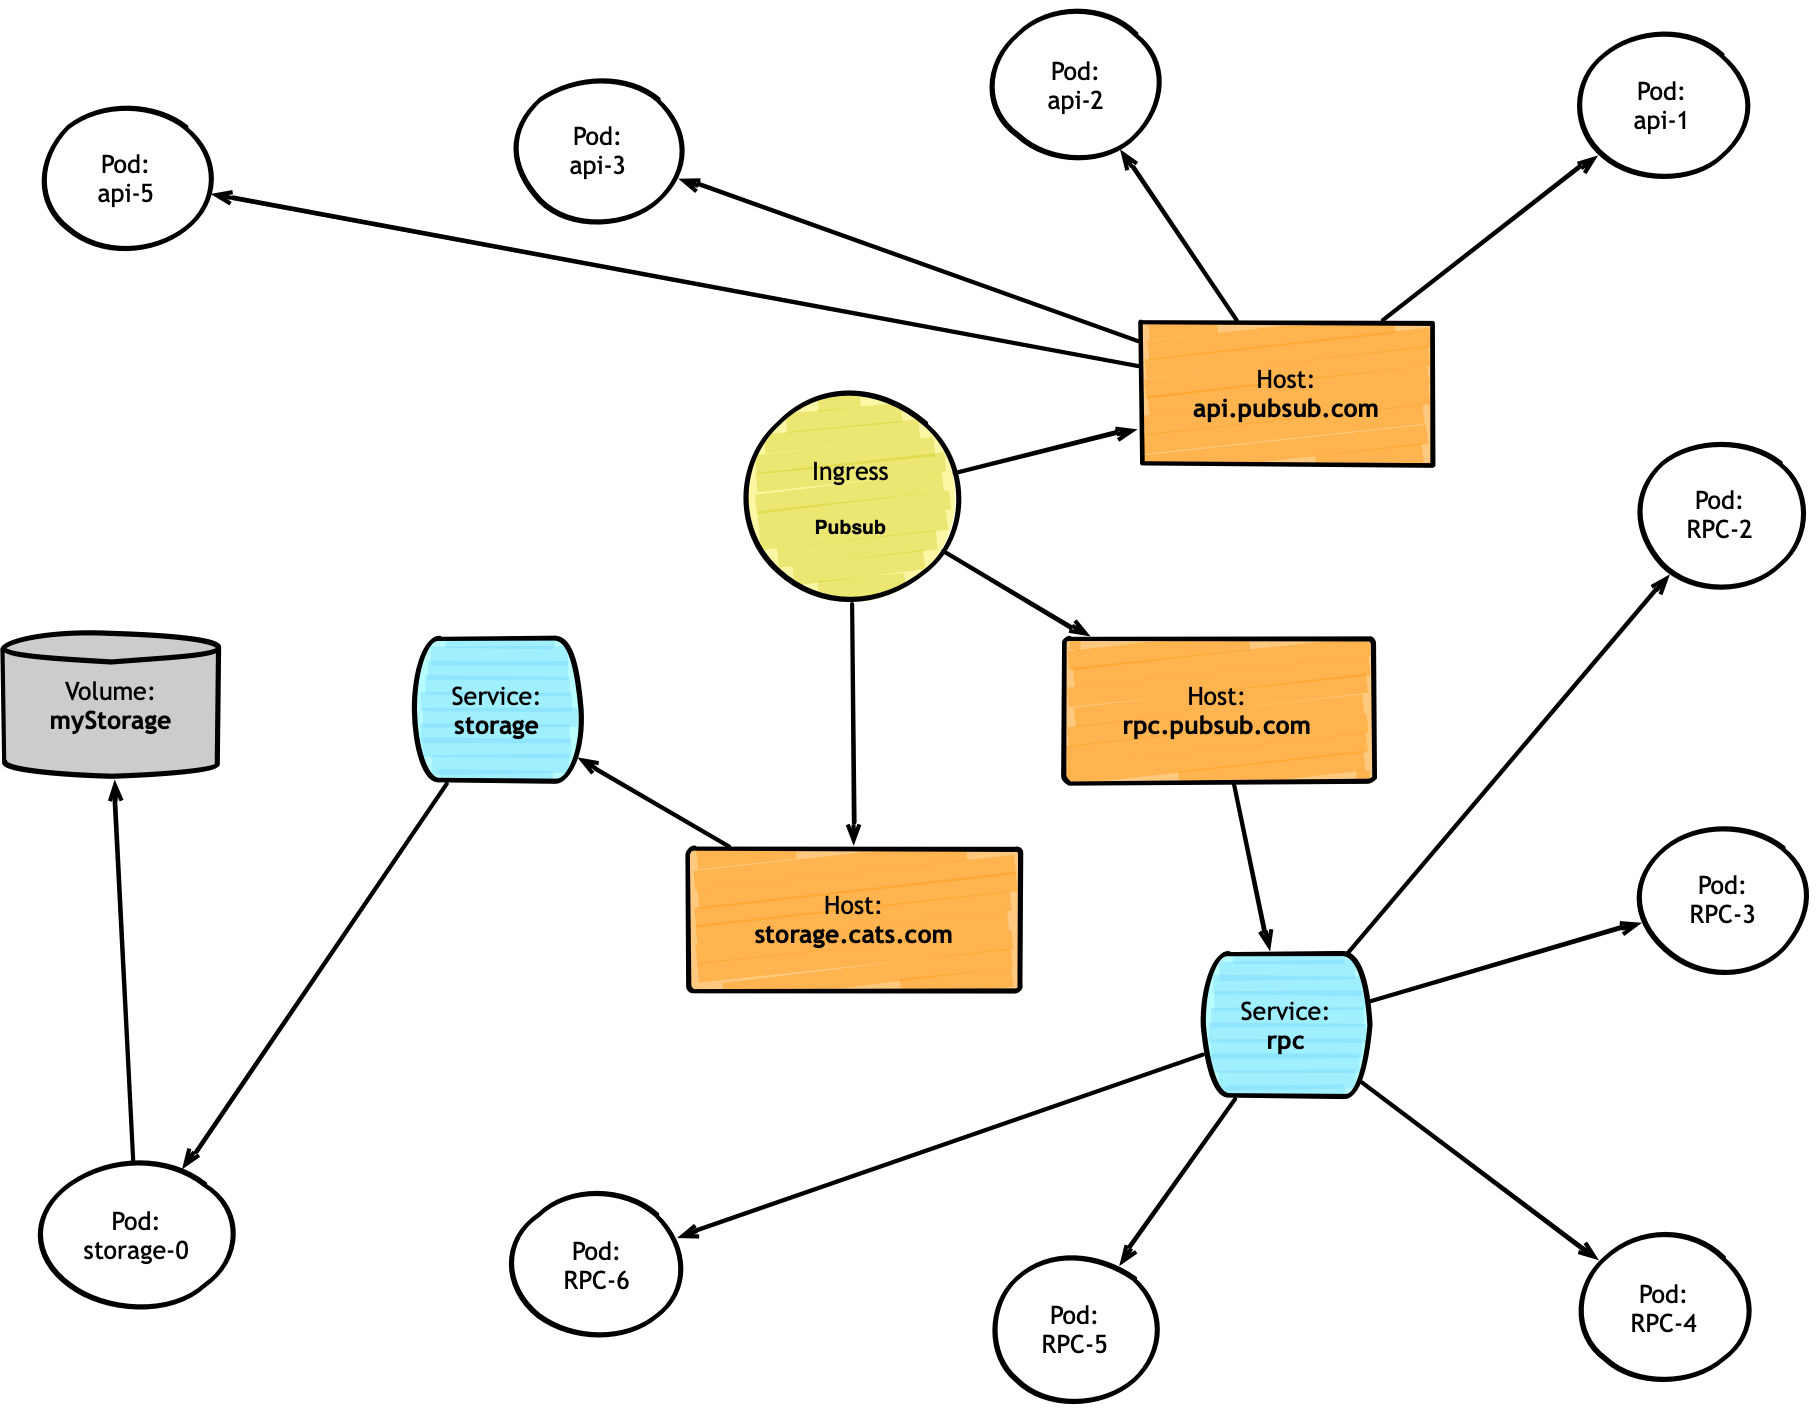 Pod:
api-2
Pod:
api-1
Pod:
api-3
Pod:
api-5
Host:
api.pubsub.com
Ingress
Pubsub
Pod:
RPC-2
Volume:
myStorage
Service:
storage
Host:
rpc.pubsub.com
Host:
storage.cats.com
Pod:
RPC-3
Service:
rpc
Pod:
storage-0
Pod:
RPC-6
Pod:
RPC-5
Pod:
RPC-4